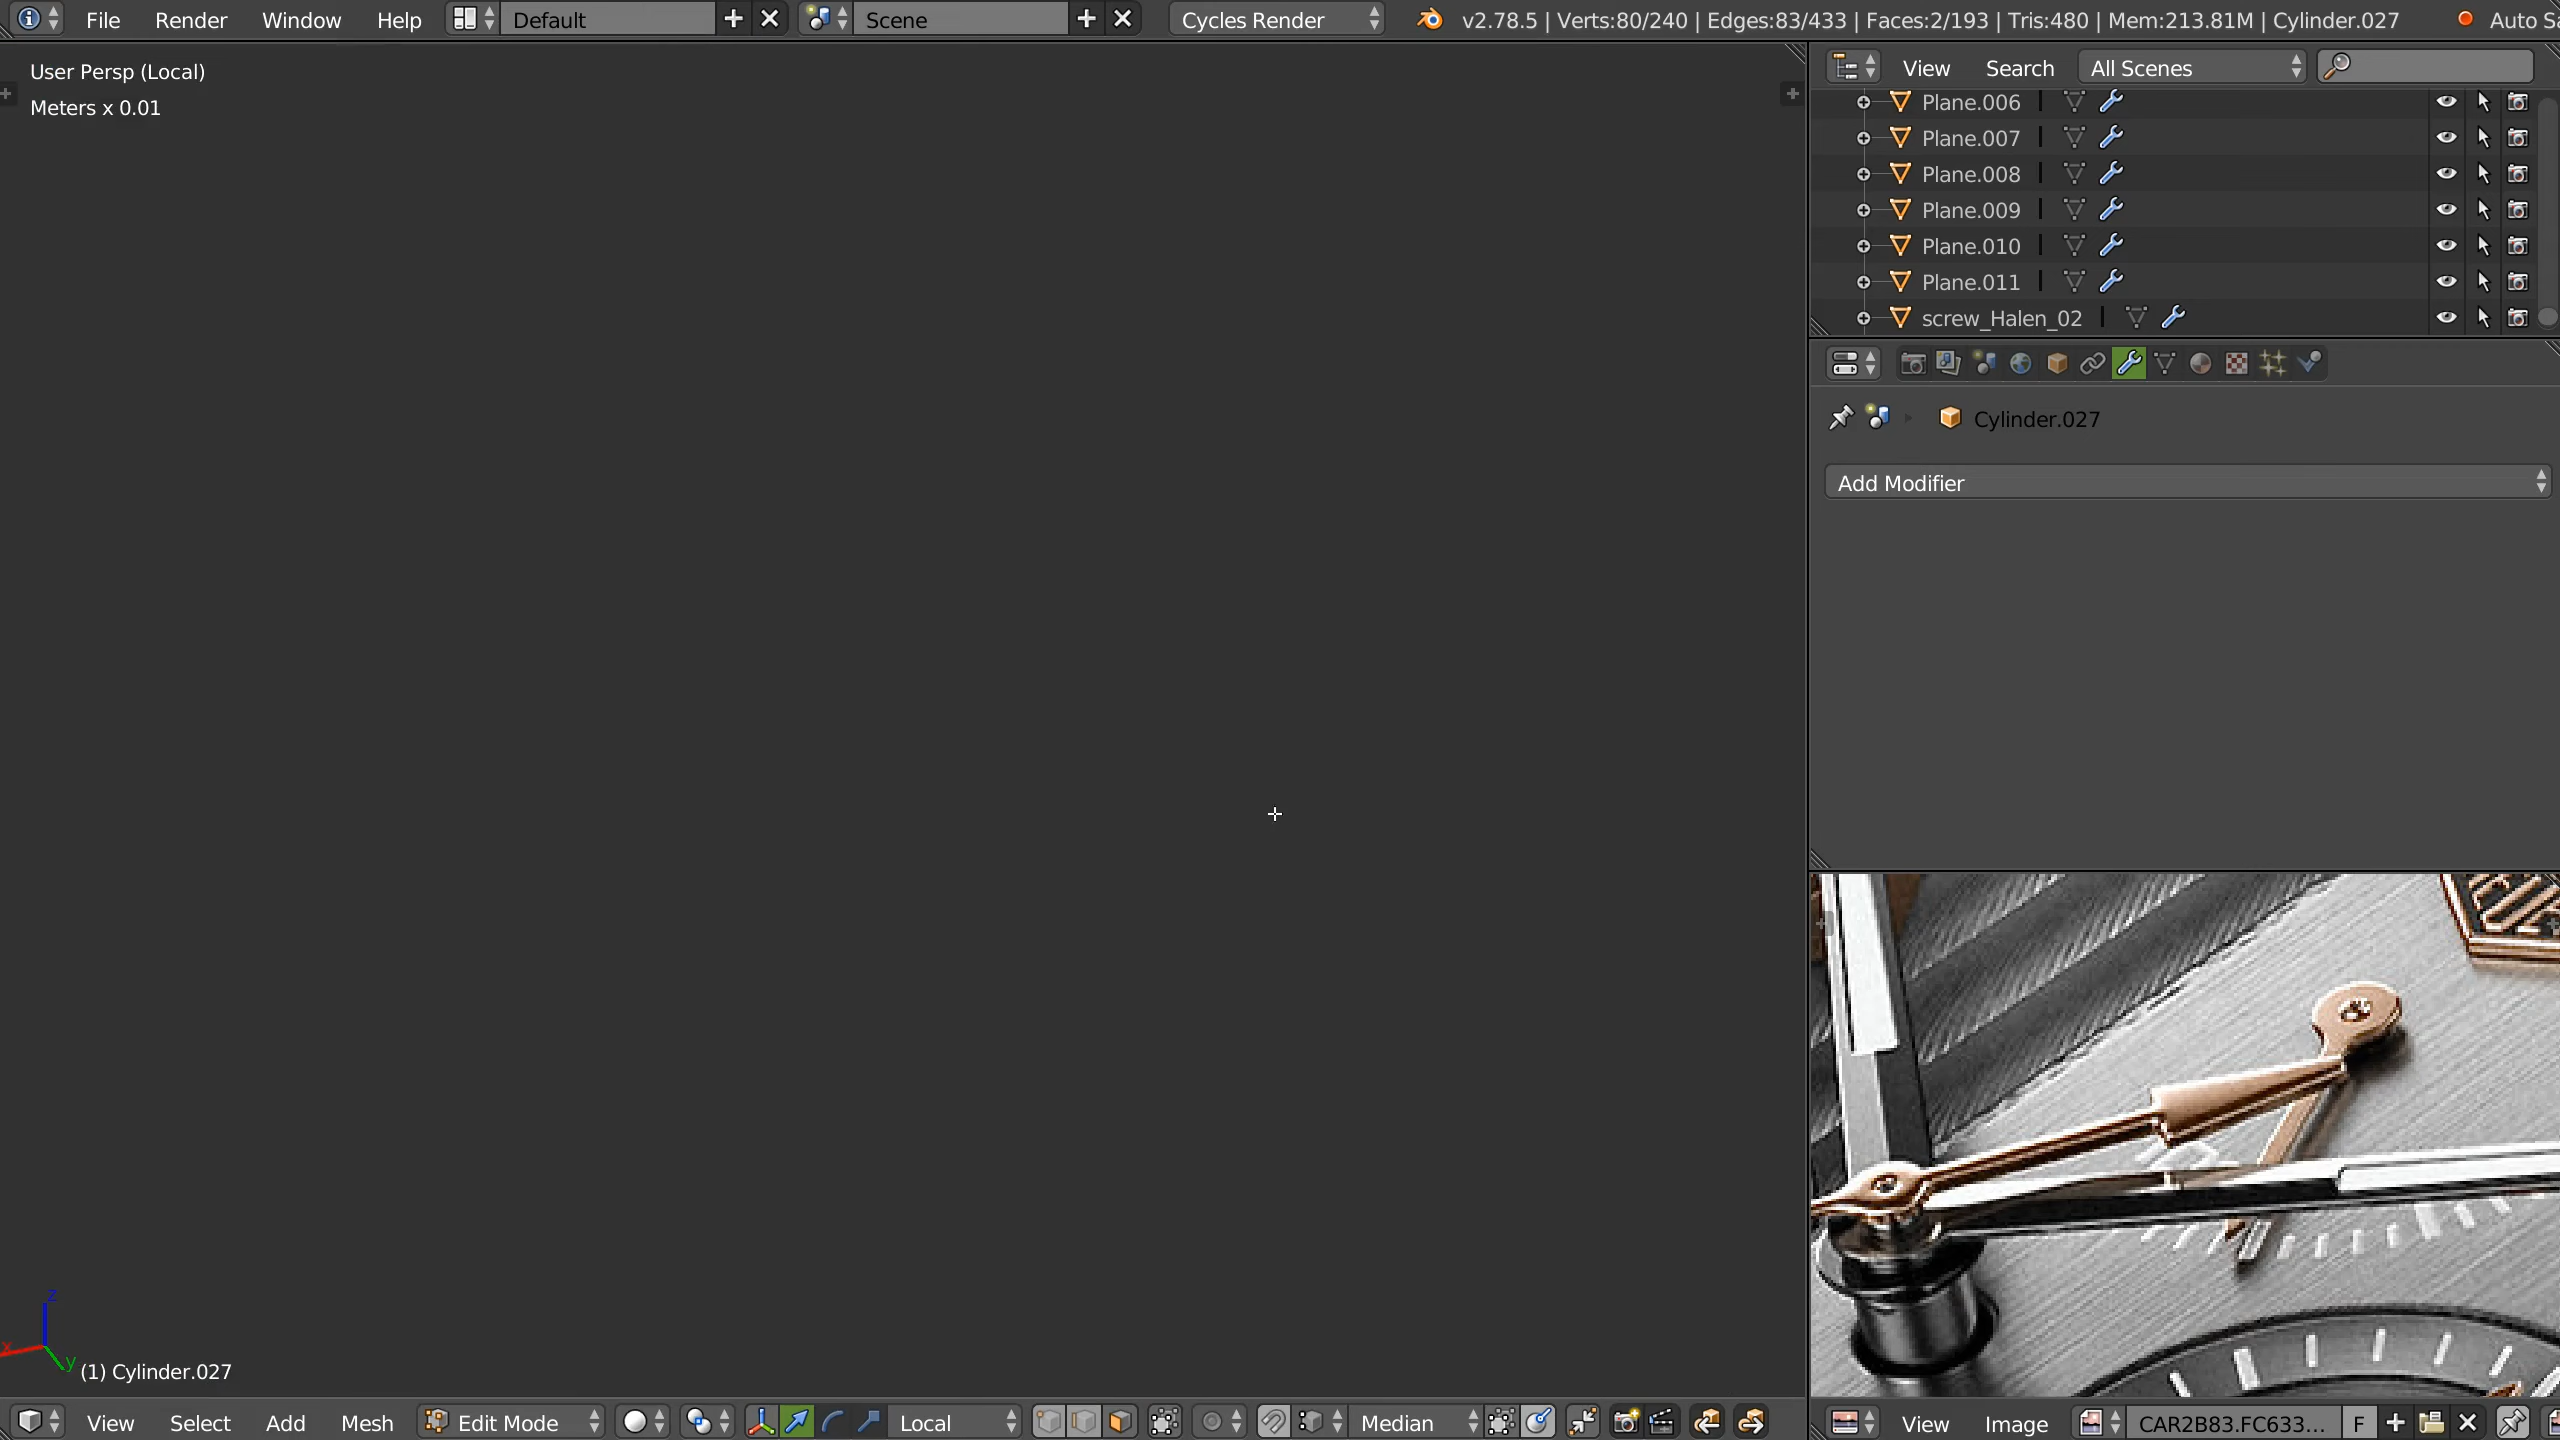 File Render Window Help Default Scene Cycles Render v2.78.5 | Verts:80/240 | Edges:83/433 | Faces:2/193 | Tris:480 | Mem:213.81M | Cylinder.027 Auto Sa
User Persp (Local)
Meters x 0.01
View Search All Scenes
Plane.006
Plane.007
Plane.008
Plane.009
Plane.010
Plane.011
screw_Halen_02
Cylinder.027
Add Modifier
z
x
y
(1) Cylinder.027
View Select Add Mesh Edit Mode Local Median
View Image CAR2B83.FC633... F